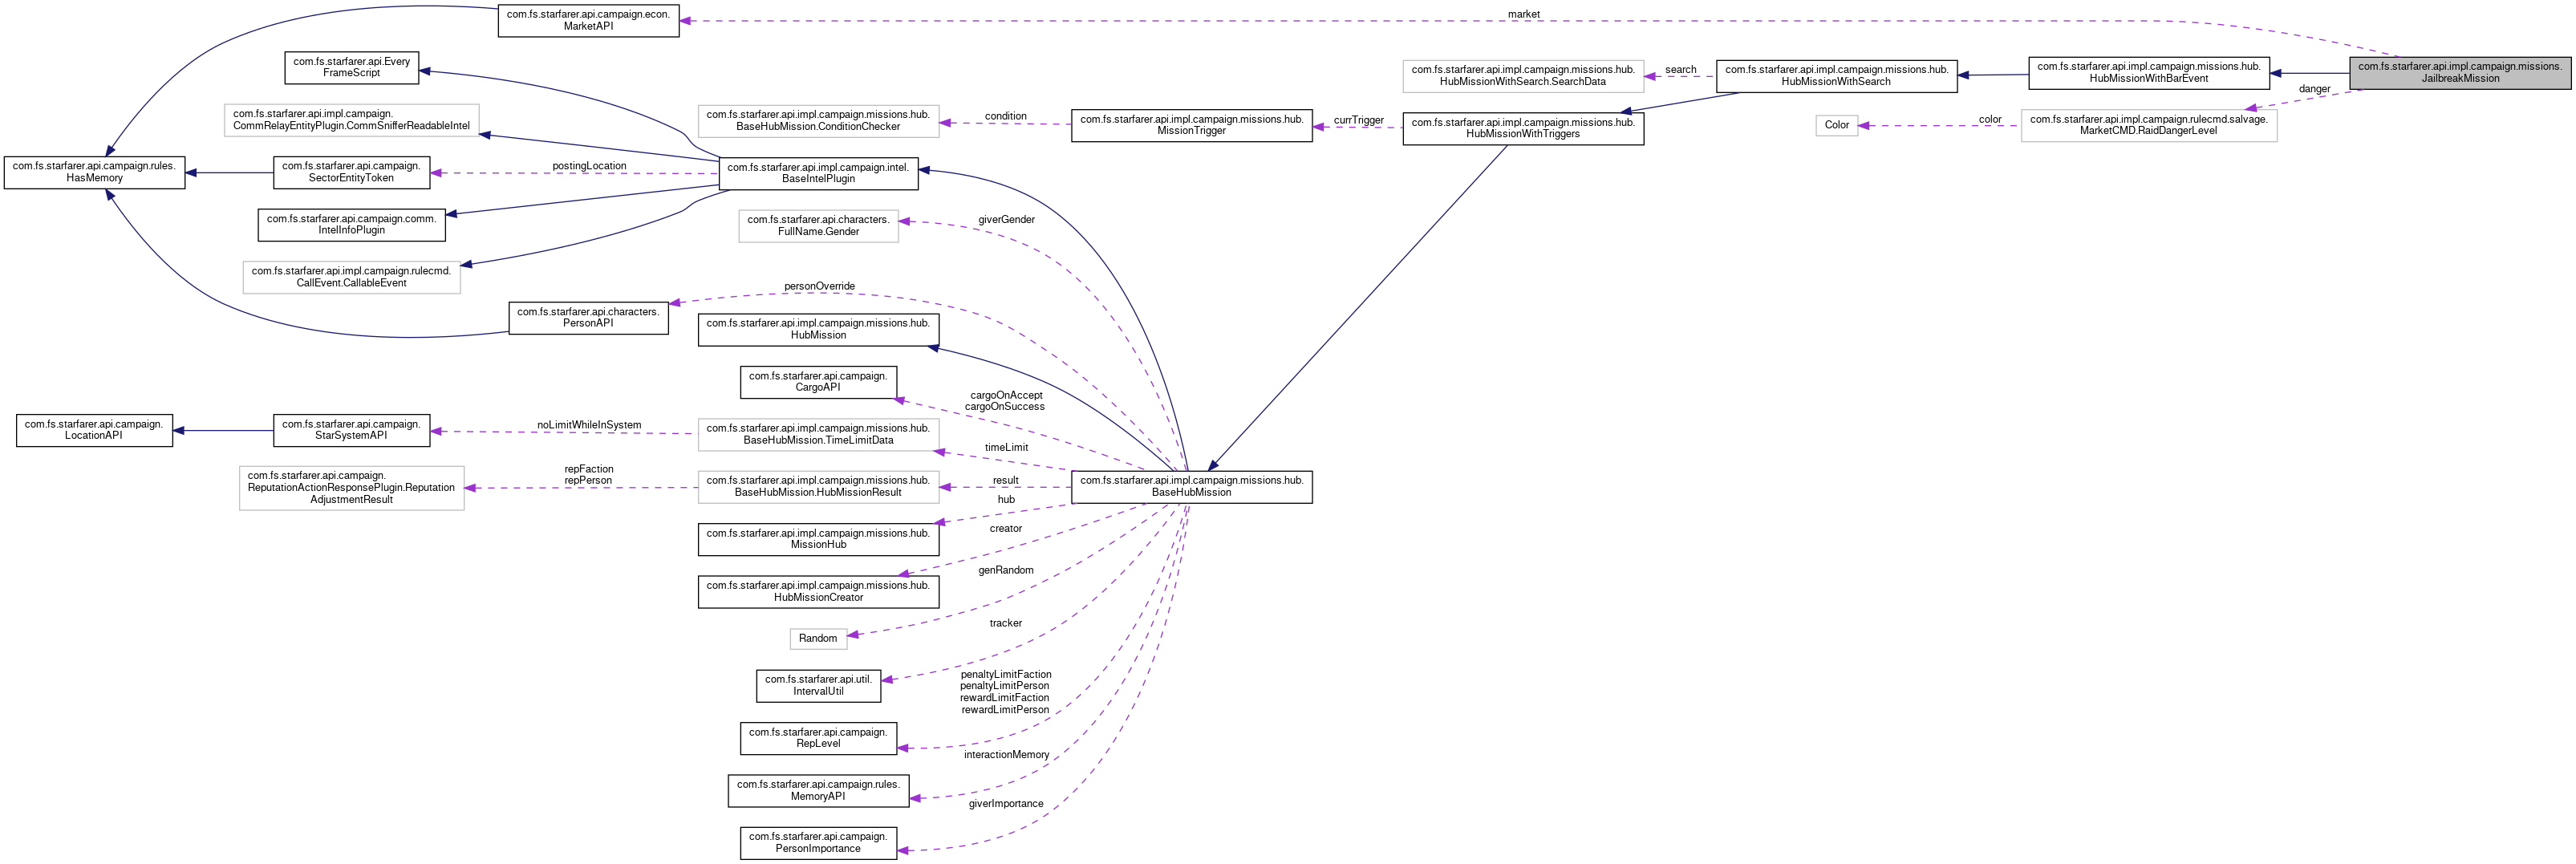 com.fs.starfarer.api.campaign.econ.
MarketAPI
market
com.fs.starfarer.api.Every
FrameScript
com.fs.starfarer.api.impl.campaign.missions.hub.
HubMissionWithSearch.SearchData
search
com.fs.starfarer.api.impl.campaign.missions.hub.
HubMissionWithSearch
com.fs.starfarer.api.impl.campaign.missions.hub.
HubMissionWithBarEvent
com.fs.starfarer.api.impl.campaign.missions.
JailbreakMission
danger
com.fs.starfarer.api.impl.campaign.
CommRelayEntityPlugin.CommSnifferReadableIntel
com.fs.starfarer.api.impl.campaign.missions.hub.
BaseHubMission.ConditionChecker
condition
com.fs.starfarer.api.impl.campaign.missions.hub.
MissionTrigger
currTrigger
com.fs.starfarer.api.impl.campaign.missions.hub.
HubMissionWithTriggers
Color
color
com.fs.starfarer.api.impl.campaign.rulecmd.salvage.
MarketCMD.RaidDangerLevel
com.fs.starfarer.api.campaign.rules.
HasMemory
com.fs.starfarer.api.campaign.
SectorEntityToken
postingLocation
com.fs.starfarer.api.impl.campaign.intel.
BaseIntelPlugin
com.fs.starfarer.api.campaign.comm.
IntelInfoPlugin
com.fs.starfarer.api.characters.
FullName.Gender
giverGender
com.fs.starfarer.api.impl.campaign.rulecmd.
CallEvent.CallableEvent
personOverride
com.fs.starfarer.api.characters.
PersonAPI
com.fs.starfarer.api.impl.campaign.missions.hub.
HubMission
com.fs.starfarer.api.campaign.
CargoAPI
cargoOnAccept
cargoOnSuccess
com.fs.starfarer.api.campaign.
LocationAPI
com.fs.starfarer.api.campaign.
StarSystemAPI
noLimitWhileInSystem
com.fs.starfarer.api.impl.campaign.missions.hub.
BaseHubMission.TimeLimitData
timeLimit
com.fs.starfarer.api.campaign.
ReputationActionResponsePlugin.Reputation
AdjustmentResult
repFaction
repPerson
com.fs.starfarer.api.impl.campaign.missions.hub.
BaseHubMission.HubMissionResult
result
com.fs.starfarer.api.impl.campaign.missions.hub.
BaseHubMission
hub
com.fs.starfarer.api.impl.campaign.missions.hub.
MissionHub
creator
com.fs.starfarer.api.impl.campaign.missions.hub.
HubMissionCreator
genRandom
Random
tracker
com.fs.starfarer.api.util.
IntervalUtil
penaltyLimitFaction
penaltyLimitPerson
rewardLimitFaction
rewardLimitPerson
com.fs.starfarer.api.campaign.
RepLevel
interactionMemory
com.fs.starfarer.api.campaign.rules.
MemoryAPI
giverImportance
com.fs.starfarer.api.campaign.
PersonImportance